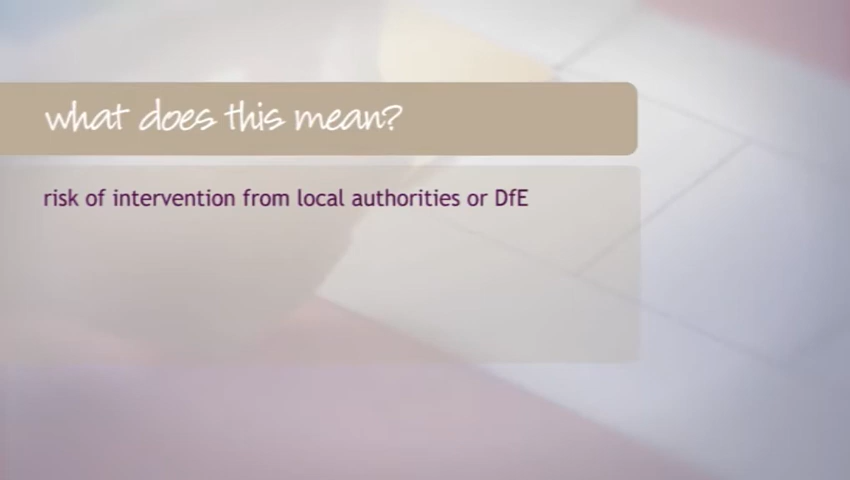 what does this mean?
risk of intervention from local authorities or DfE